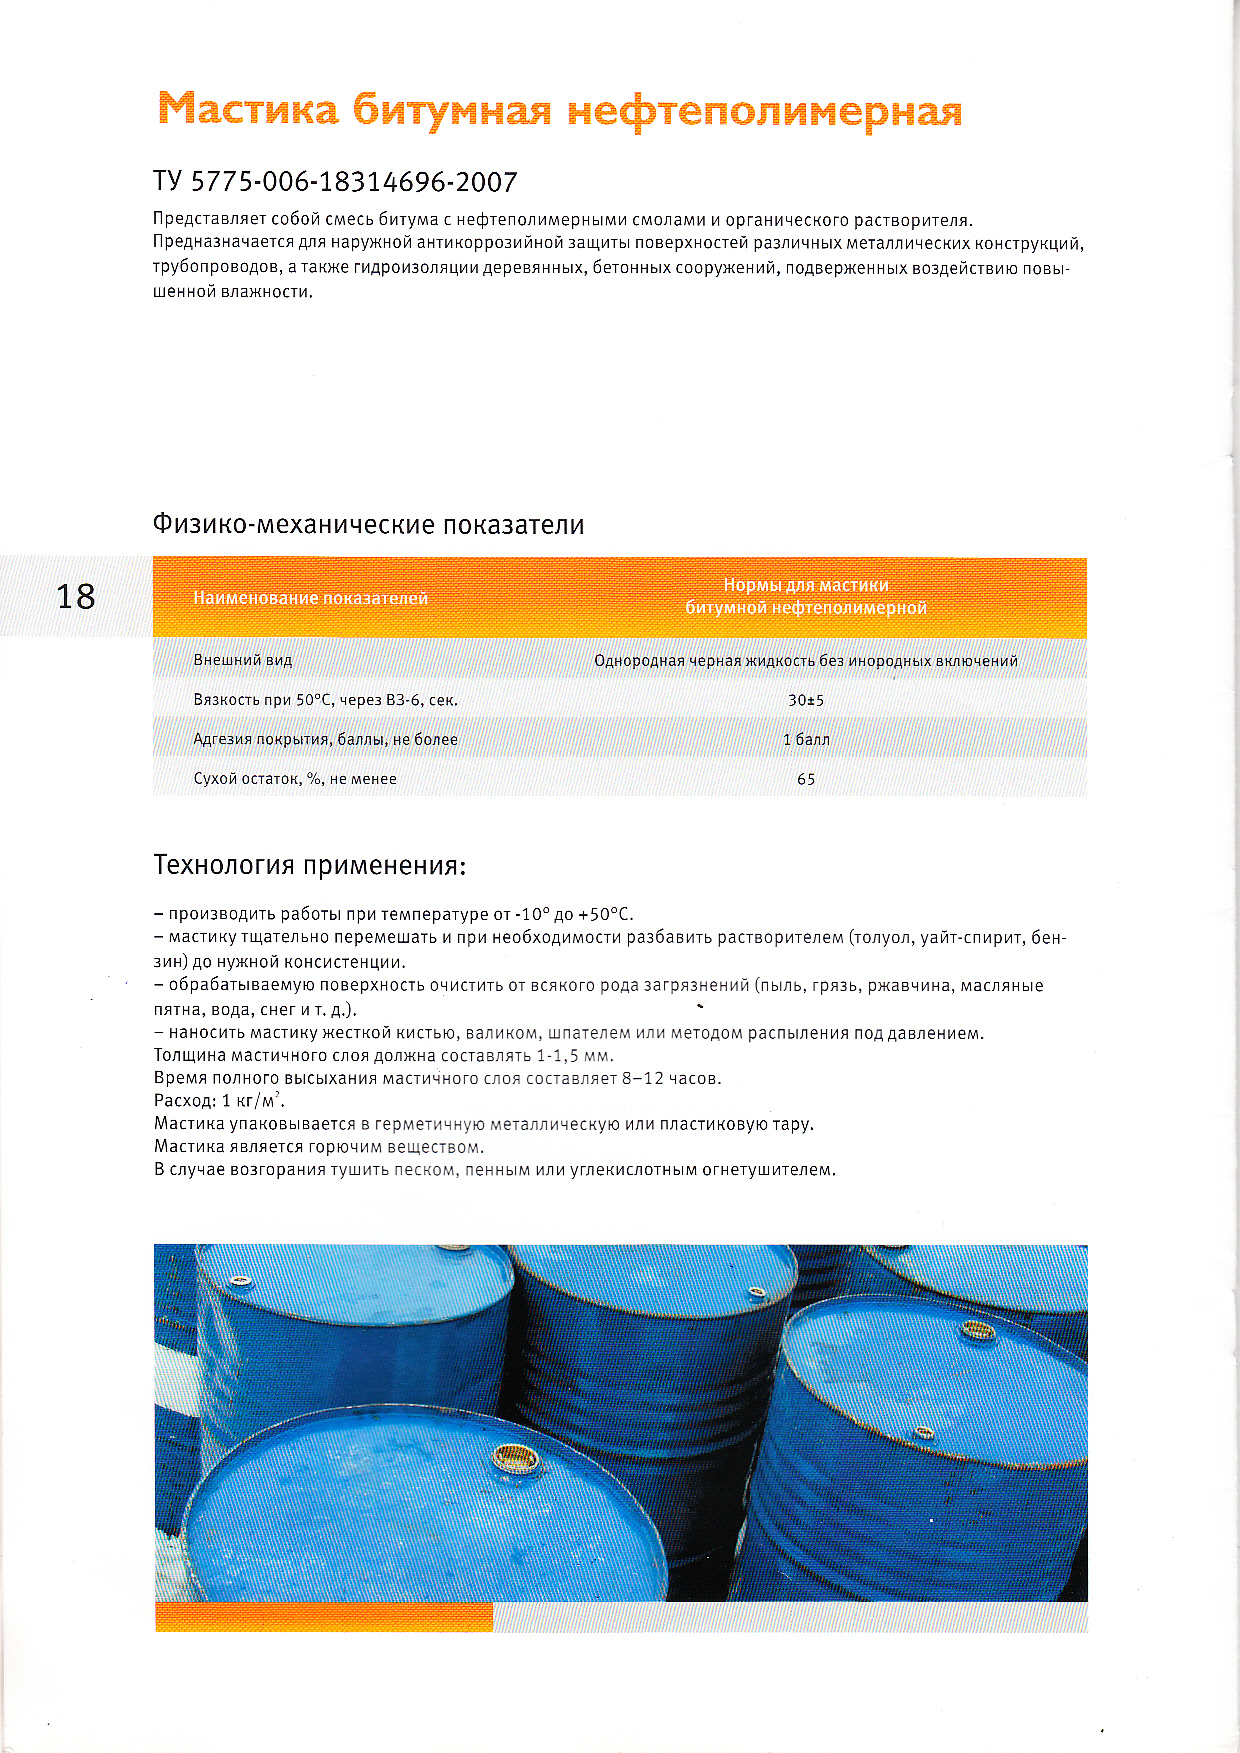 Мастика битумная нефтеполимерная
ТУ 5775-006-18314696-2007
Представляет собой смесь битума с нефтеполимерными смолами и органического растворителя.
Предназначается для наружной антикоррозийной защиты поверхностей различных металлических конструкций,
трубопроводов, а также гидроизоляции деревянных, бетонных сооружений, подверженных воздействию повы-
шенной влажности.
Физико-механические показатели
18
Наименование показателей
Нормы для мастики
битумной нефтеполимерной
Внешний вид Однородная черная жидкость без инородных включений
Вязкость при 50°С, через ВЗ-6, сек. 30±5
Адгезия покрытия, баллы, не более 1 балл
Сухой остаток, %, не менее 65
Технология применения:
– производить работы при температуре от -10° до +50°С.
– мастику тщательно перемешать и при необходимости разбавить растворителем (толуол, уайт-спирит, бен-
зин) до нужной консистенции.
– обрабатываемую поверхность очистить от всякого рода загрязнений (пыль, грязь, ржавчина, масляные
пятна, вода, снег и т. д.).
– наносить мастику жесткой кистью, валиком, шпателем или методом распыления под давлением.
Толщина мастичного слоя должна составлять 1-1,5 мм.
Время полного высыхания мастичного слоя составляет 8–12 часов.
Расход: 1 кг/м².
Мастика упаковывается в герметичную металлическую или пластиковую тару.
Мастика является горючим веществом.
В случае возгорания тушить песком, пенным или углекислотным огнетушителем.